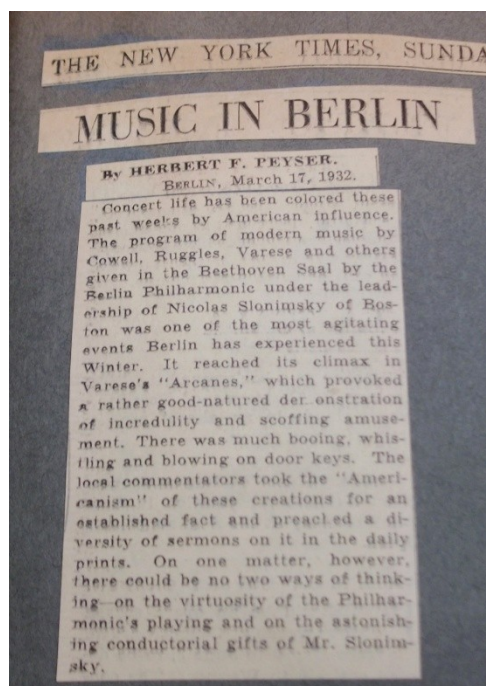 THE NEW YORK TIMES, SUNDA
MUSIC IN BERLIN
By HERBERT F. PEYSER.
BERLIN, March 17, 1932.
Concert life has been colored these
past weeks by American influence.
The program of modern music by
Cowell, Ruggles, Varese and others
given in the Beethoven Saal by the
Berlin Philharmonic under the lead-
ership of Nicolas Slonimsky of Bos-
ton was one of the most agitating
events Berlin has experienced this
Winter. It reached its climax in
Varese's "Arcanes," which provoked
a rather good-natured der onstration
of incredulity and scoffing amuse-
ment. There was much booing, whis-
tling and blowing on door keys. The
local commentators took the "Ameri-
canism" of these creations for an
established fact and preached a di-
versity of sermons on it in the daily
prints. On one matter, however,
there could be no two ways of think-
ing—on the virtuosity of the Philhar-
monic's playing and on the astonish-
ing conductorial gifts of Mr. Slonim-
sky.